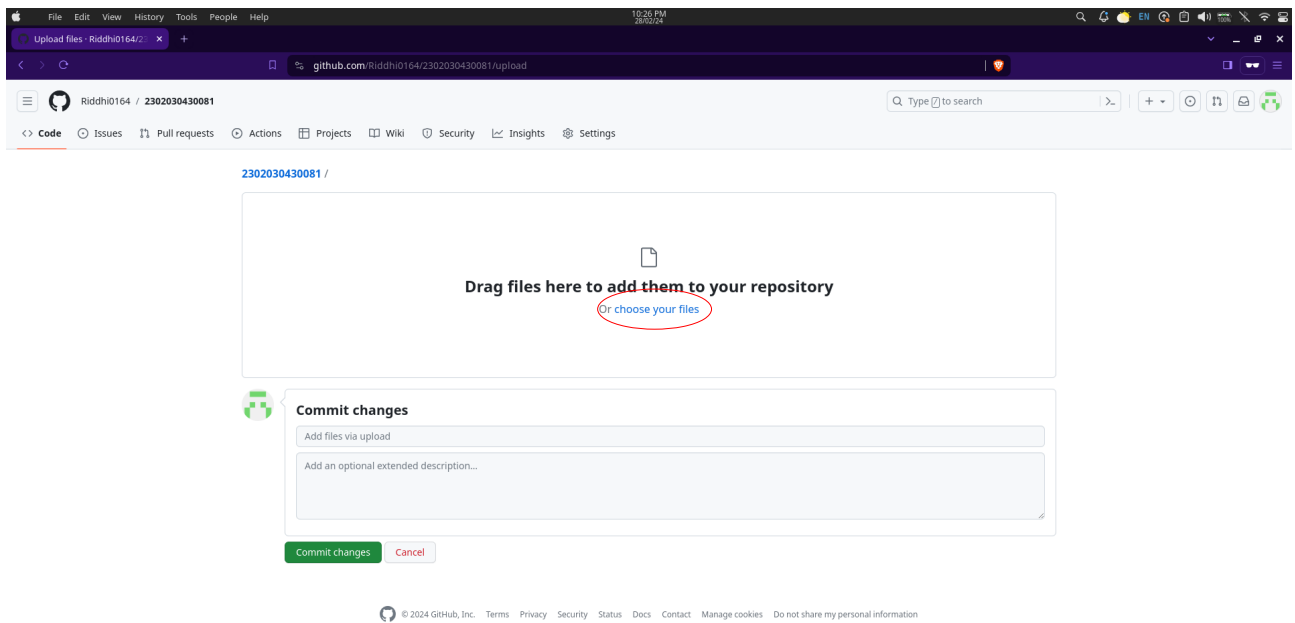 File Edit View History Tools People Help
10:26 PM
28/02/24
EN
100%
Upload files · Riddhi0164/23
github.com/Riddhi0164/2302030430081/upload
Riddhi0164 / 2302030430081
Type / to search
Code Issues Pull requests Actions Projects Wiki Security Insights Settings
2302030430081 /
Drag files here to add them to your repository
Or choose your files
Commit changes
Add files via upload
Add an optional extended description...
Commit changes Cancel
© 2024 GitHub, Inc. Terms Privacy Security Status Docs Contact Manage cookies Do not share my personal information